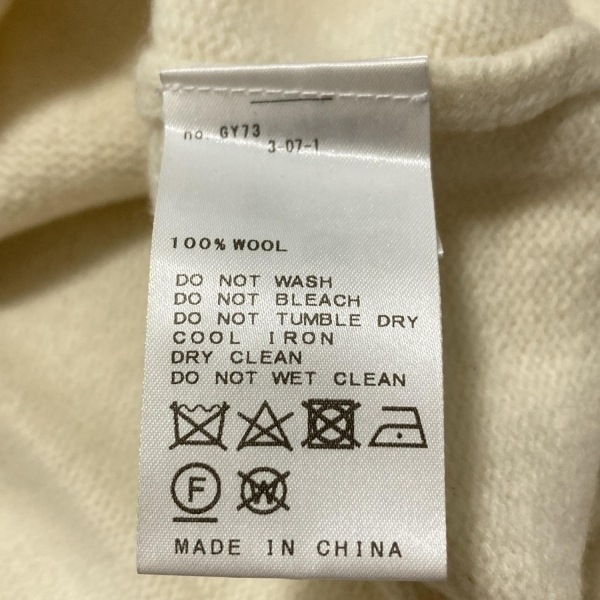 no. GY73
3-07-1
100% WOOL
DO NOT WASH
DO NOT BLEACH
DO NOT TUMBLE DRY
COOL IRON
DRY CLEAN
DO NOT WET CLEAN
F W
MADE IN CHINA